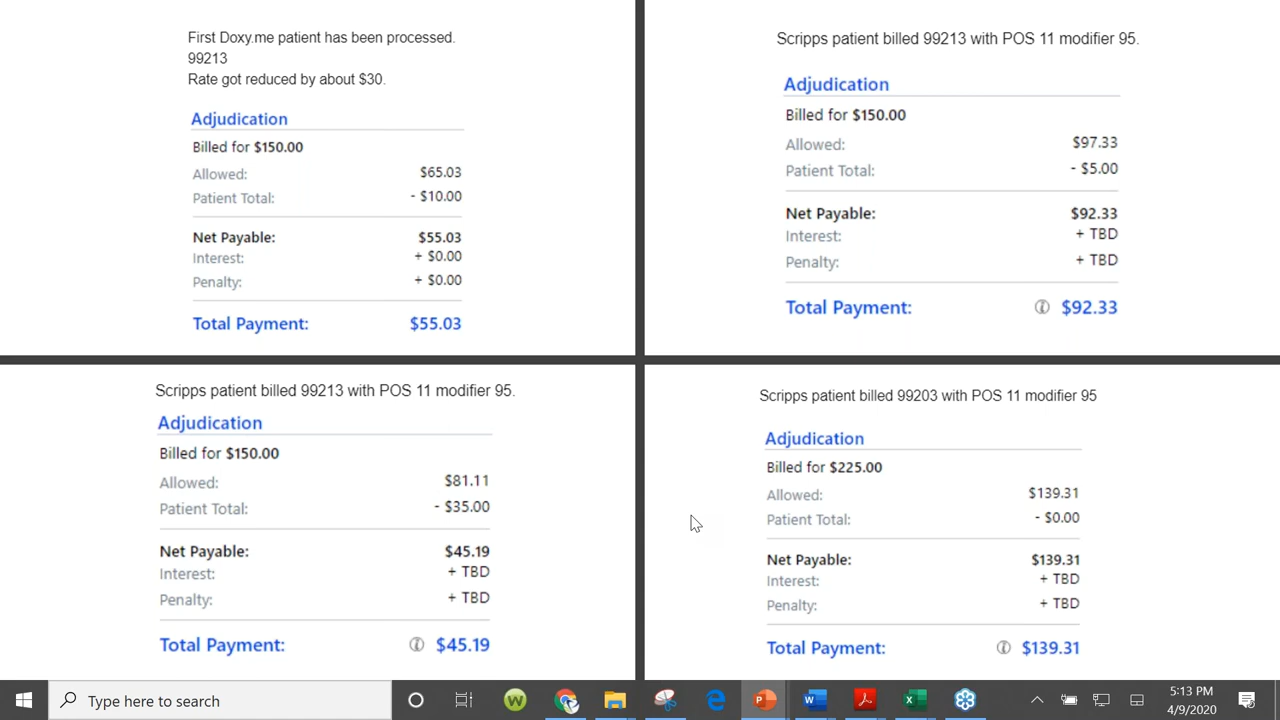 First Doxy.me patient has been processed.
99213
Rate got reduced by about $30.
Adjudication
Billed for $150.00
Allowed: $65.03
Patient Total: - $10.00
Net Payable: $55.03
Interest: + $0.00
Penalty: + $0.00
Total Payment: $55.03
Scripps patient billed 99213 with POS 11 modifier 95.
Adjudication
Billed for $150.00
Allowed: $97.33
Patient Total: - $5.00
Net Payable: $92.33
Interest: + TBD
Penalty: + TBD
Total Payment: $92.33
Scripps patient billed 99213 with POS 11 modifier 95.
Adjudication
Billed for $150.00
Allowed: $81.11
Patient Total: - $35.00
Net Payable: $45.19
Interest: + TBD
Penalty: + TBD
Total Payment: $45.19
Scripps patient billed 99203 with POS 11 modifier 95
Adjudication
Billed for $225.00
Allowed: $139.31
Patient Total: - $0.00
Net Payable: $139.31
Interest: + TBD
Penalty: + TBD
Total Payment: $139.31
Type here to search
5:13 PM
4/9/2020